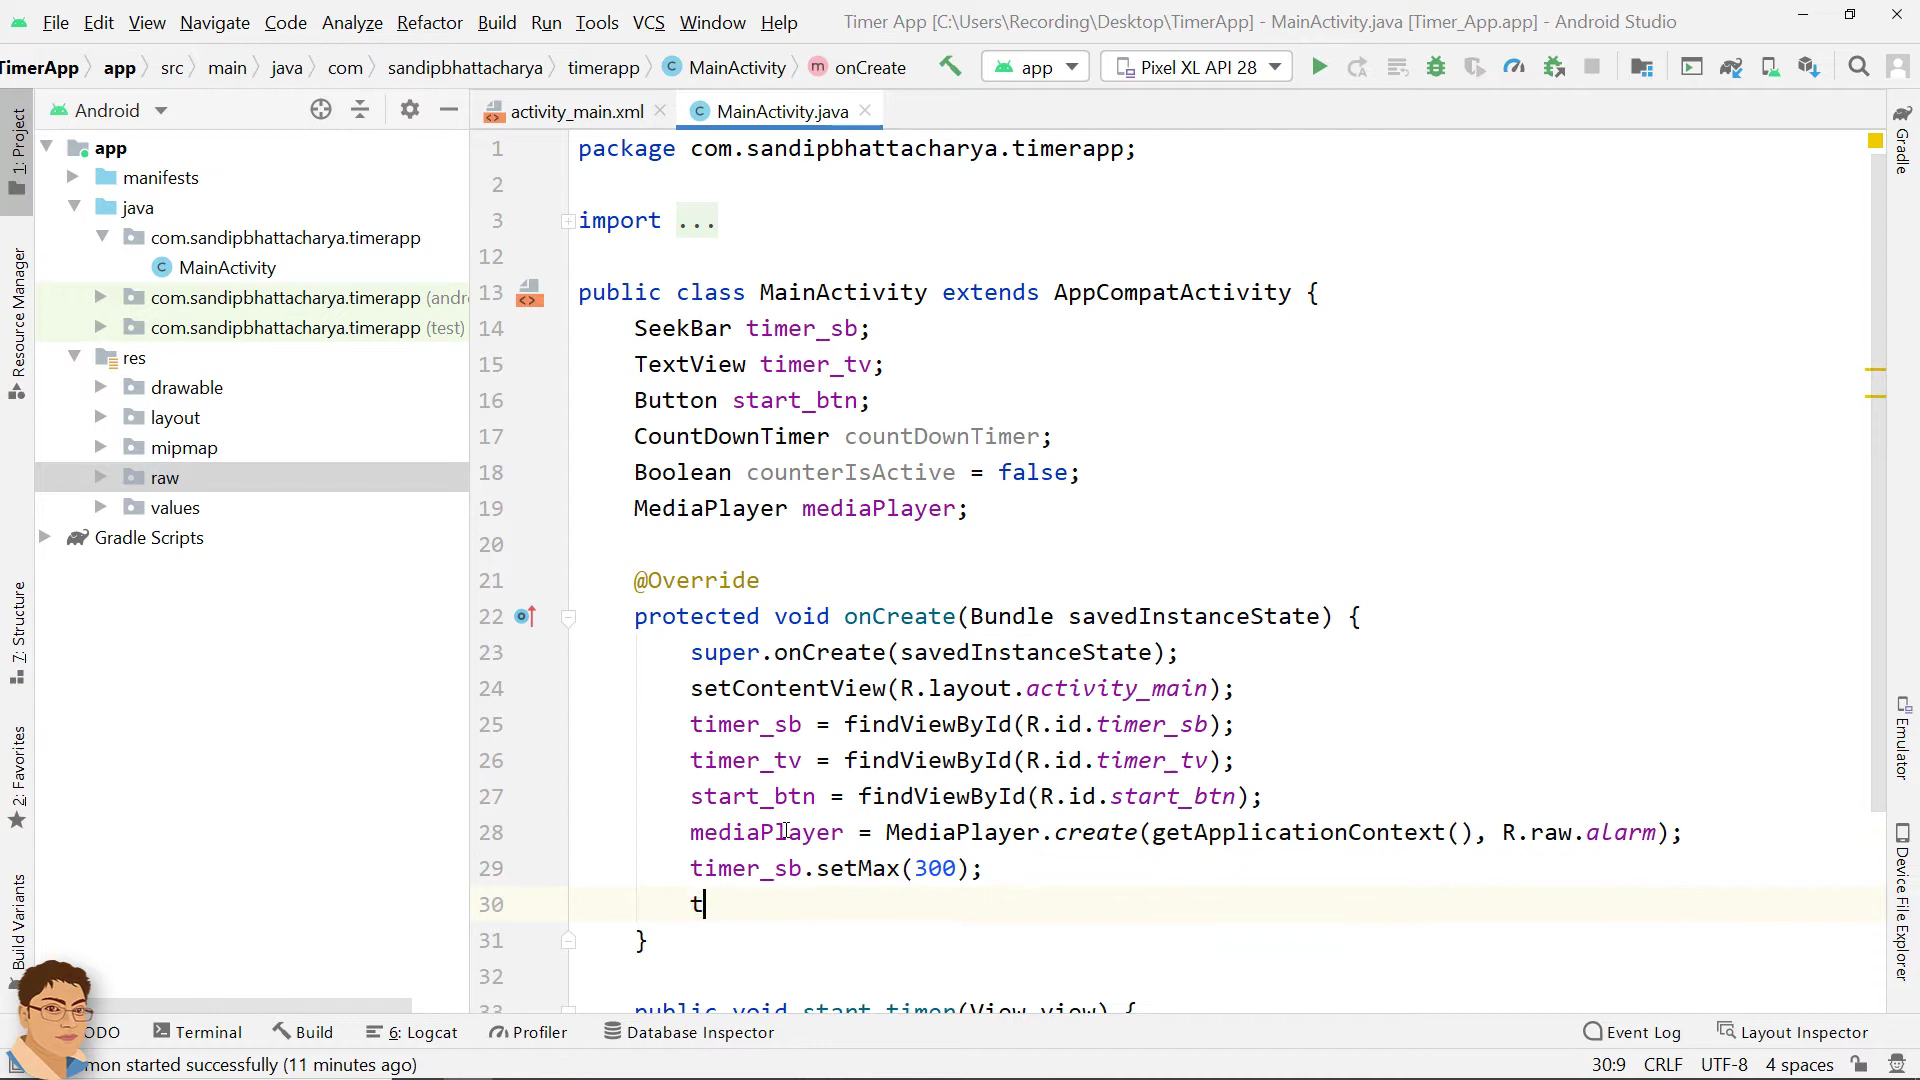 File Edit View Navigate Code Analyze Refactor Build Run Tools VCS Window Help Timer App [C:\Users\Recording\Desktop\TimerApp] - MainActivity.java [Timer_App.app] - Android Studio
TimerApp app src main java com sandipbhattacharya timerapp MainActivity onCreate app Pixel XL API 28
Android activity_main.xml MainActivity.java
1: Project
Resource Manager
7: Structure
2: Favorites
Build Variants
app
manifests
java
com.sandipbhattacharya.timerapp
MainActivity
com.sandipbhattacharya.timerapp (andr
com.sandipbhattacharya.timerapp (test)
res
drawable
layout
mipmap
raw
values
Gradle Scripts
1 package com.sandipbhattacharya.timerapp;
2
3 import ...
12
13 public class MainActivity extends AppCompatActivity {
14 SeekBar timer_sb;
15 TextView timer_tv;
16 Button start_btn;
17 CountDownTimer countDownTimer;
18 Boolean counterIsActive = false;
19 MediaPlayer mediaPlayer;
20
21 @Override
22 protected void onCreate(Bundle savedInstanceState) {
23 super.onCreate(savedInstanceState);
24 setContentView(R.layout.activity_main);
25 timer_sb = findViewById(R.id.timer_sb);
26 timer_tv = findViewById(R.id.timer_tv);
27 start_btn = findViewById(R.id.start_btn);
28 mediaPlayer = MediaPlayer.create(getApplicationContext(), R.raw.alarm);
29 timer_sb.setMax(300);
30 t
31 }
32
33 public void start_timer(View view) {
Gradle
Emulator
Device File Explorer
ODO Terminal Build 6: Logcat Profiler Database Inspector Event Log Layout Inspector
mon started successfully (11 minutes ago) 30:9 CRLF UTF-8 4 spaces